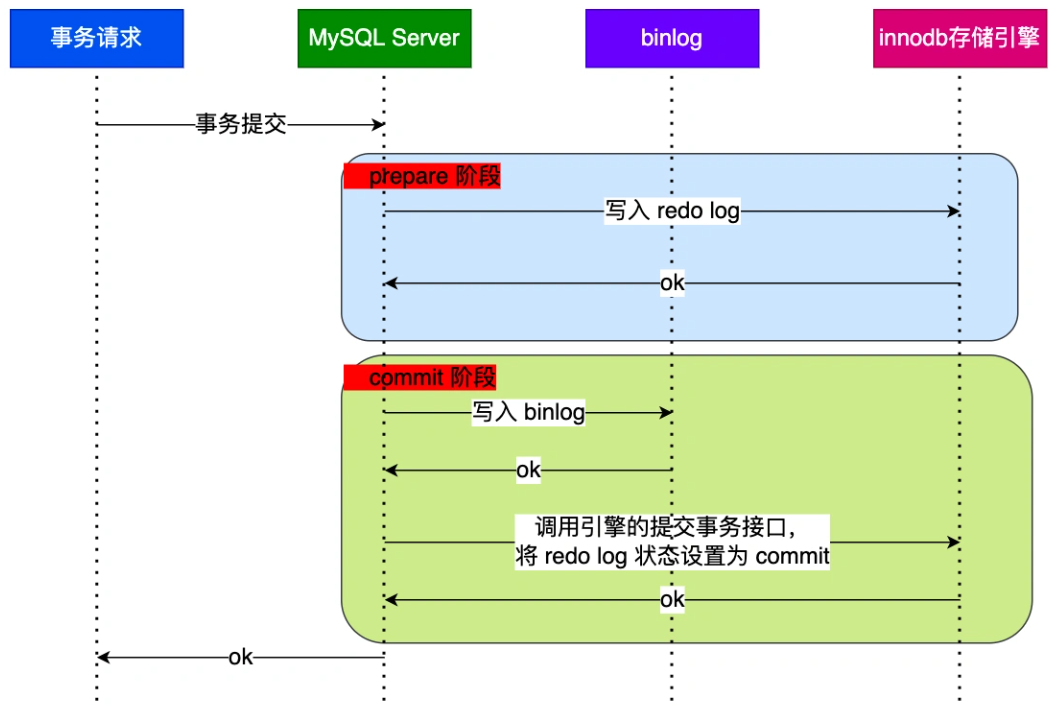 事务请求
MySQL Server
binlog
innodb存储引擎
事务提交
prepare 阶段
写入 redo log
ok
commit 阶段
写入 binlog
ok
调用引擎的提交事务接口，
将 redo log 状态设置为 commit
ok
ok